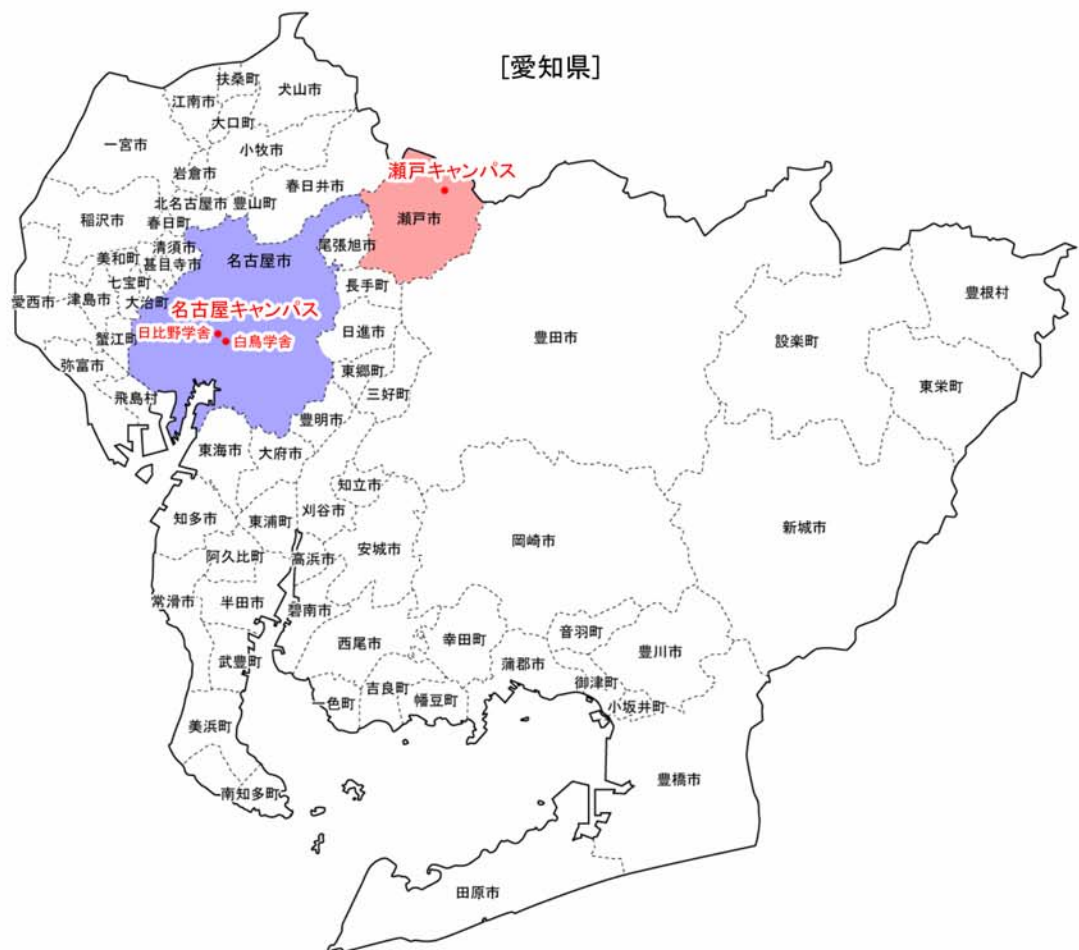 [愛知県]
扶桑町
犬山市
江南市
大口町
一宮市
小牧市
岩倉市
瀬戸キャンパス
春日井市
北名古屋市
豊山町
稲沢市
春日町
瀬戸市
清須市
尾張旭市
美和町
甚目寺市
名古屋市
七宝町
長手町
豊根村
愛西市
津島市
大治町
名古屋キャンパス
日比野学舎
白鳥学舎
日進市
蟹江町
豊田市
設楽町
弥富市
東郷町
東栄町
飛島村
三好町
豊明市
東海市
大府市
知立市
知多市
東浦町
刈谷市
新城市
岡崎市
安城市
阿久比町
高浜市
常滑市
半田市
碧南市
音羽町
西尾市
幸田町
豊川市
武豊町
蒲郡市
御津町
吉良町
一色町
幡豆町
小坂井町
美浜町
豊橋市
南知多町
田原市